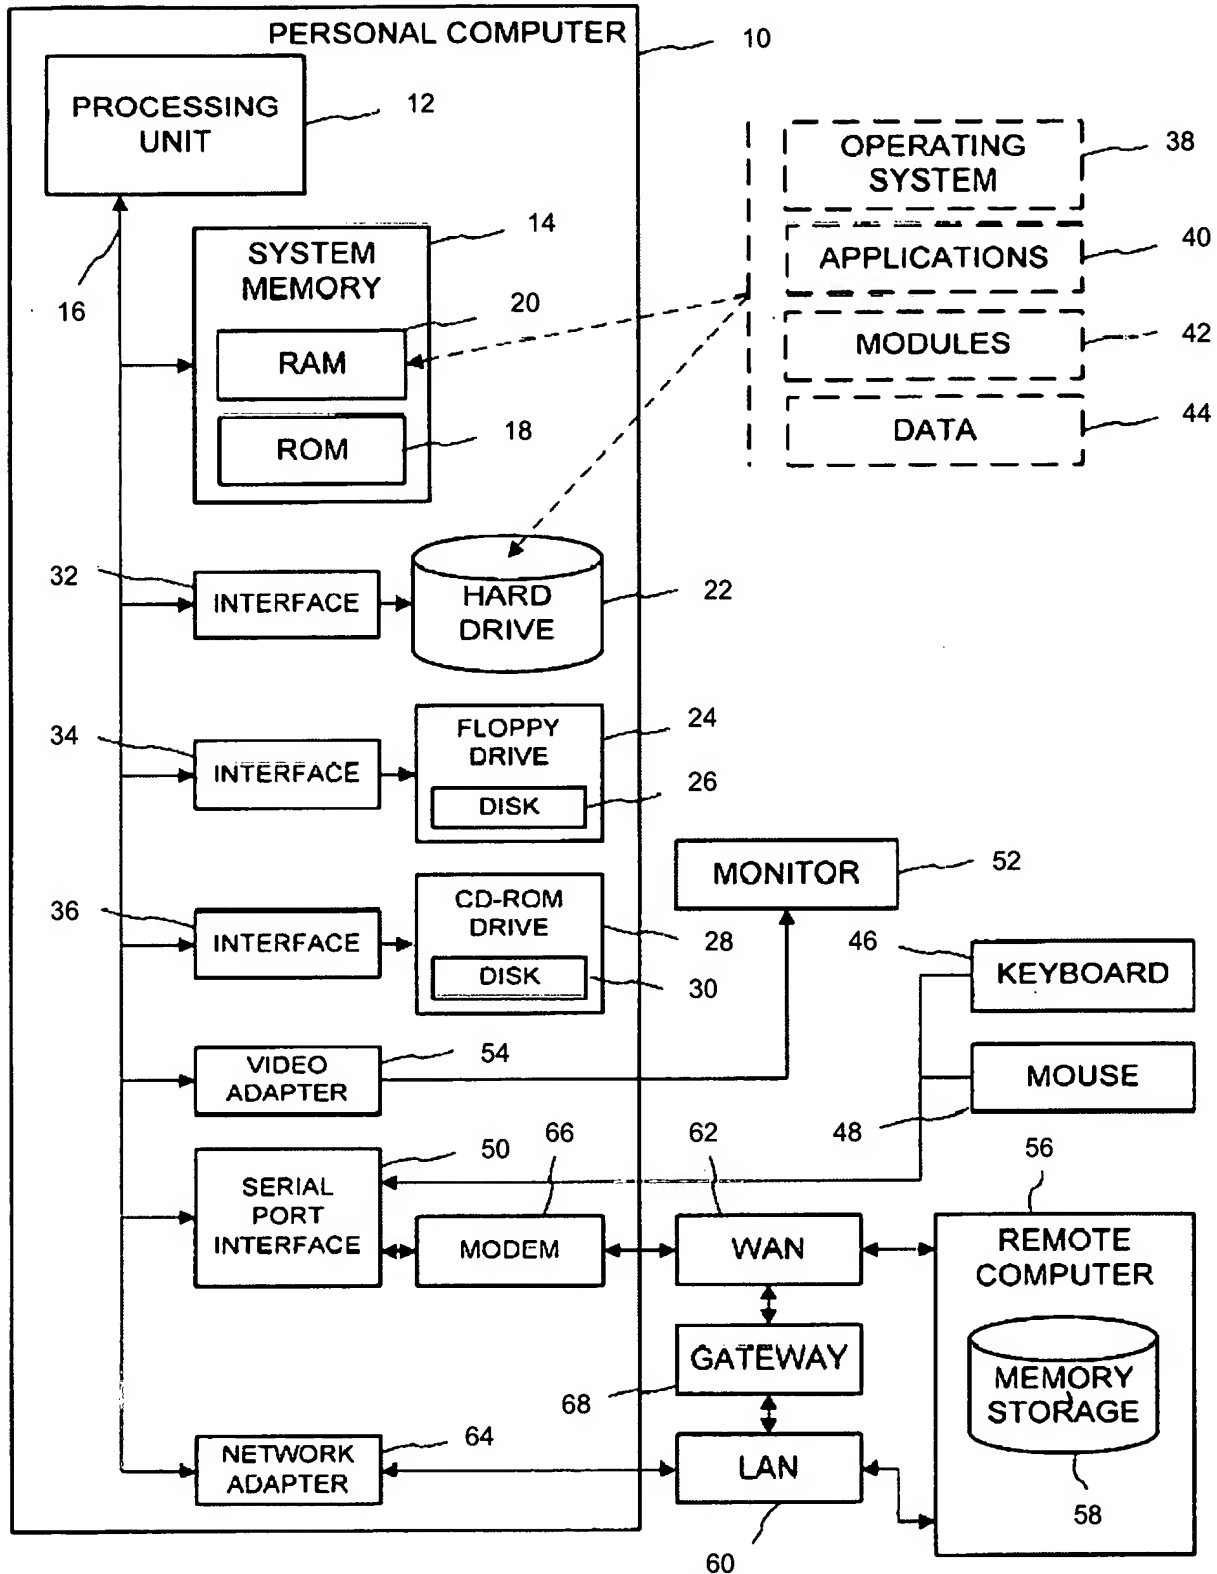 PERSONAL COMPUTER
10
PROCESSING
UNIT
12
16
SYSTEM
MEMORY
14
20
RAM
ROM
18
OPERATING
SYSTEM
38
APPLICATIONS
40
MODULES
42
DATA
44
32
INTERFACE
HARD
DRIVE
22
34
INTERFACE
FLOPPY
DRIVE
24
DISK
26
36
INTERFACE
CD-ROM
DRIVE
28
DISK
30
MONITOR
52
46
KEYBOARD
MOUSE
48
VIDEO
ADAPTER
54
SERIAL
PORT
INTERFACE
50
66
MODEM
62
WAN
GATEWAY
68
LAN
60
NETWORK
ADAPTER
64
56
REMOTE
COMPUTER
MEMORY
STORAGE
58